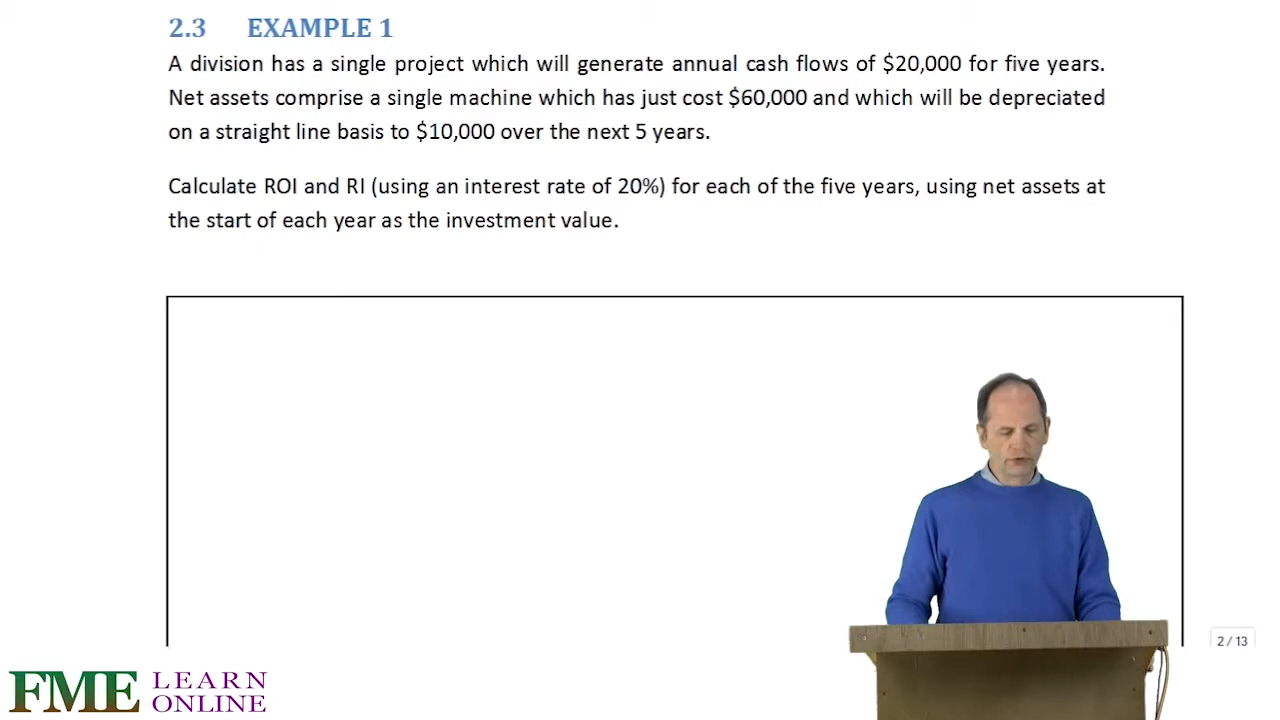 2.3 EXAMPLE 1
A division has a single project which will generate annual cash flows of $20,000 for five years.
Net assets comprise a single machine which has just cost $60,000 and which will be depreciated
on a straight line basis to $10,000 over the next 5 years.
Calculate ROI and RI (using an interest rate of 20%) for each of the five years, using net assets at
the start of each year as the investment value.
2 / 13
FME LEARN
ONLINE